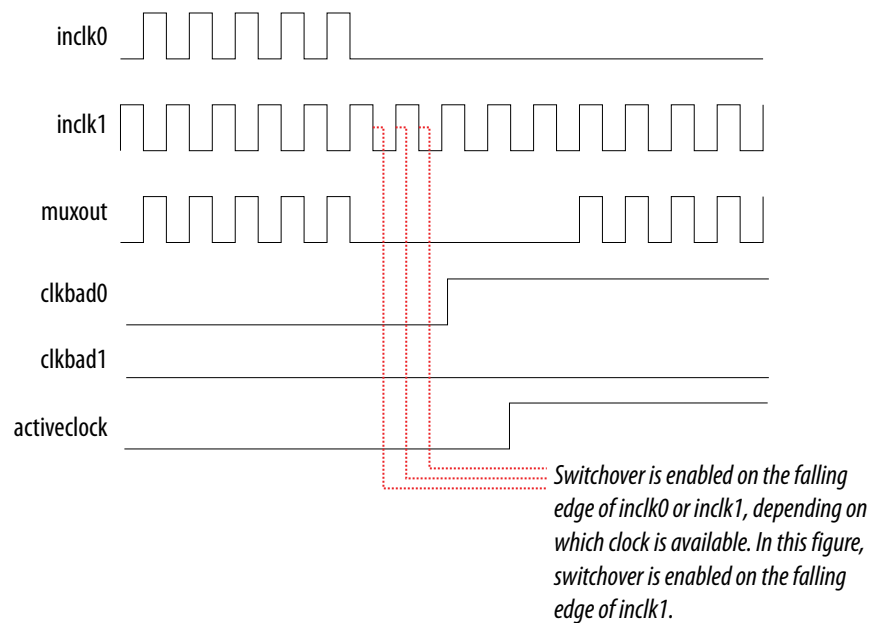 inclk0
inclk1
muxout
clkbad0
clkbad1
activeclock
Switchover is enabled on the falling
edge of inclk0 or inclk1, depending on
which clock is available. In this figure,
switchover is enabled on the falling
edge of inclk1.